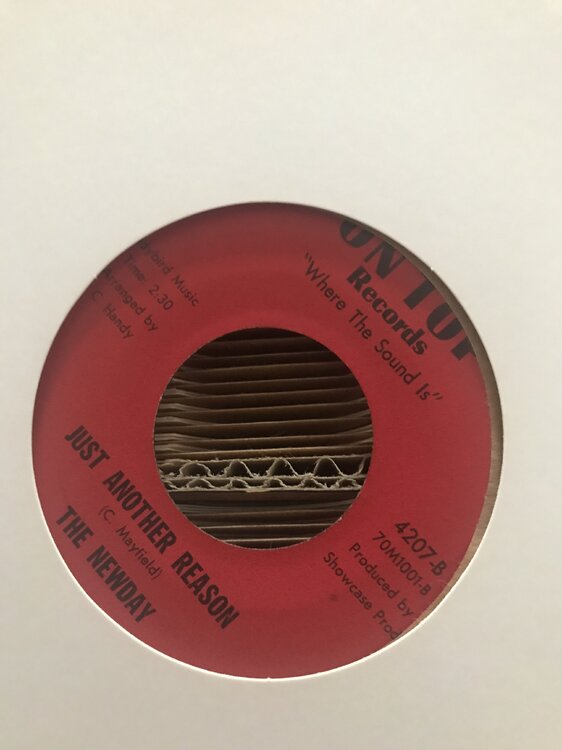 ON TOP
Records
"Where The Sound Is"
Music
Time: 2:30
Arranged by
C. Handy
4207-B
70M1001-B
Produced by
Showcase Prod
JUST ANOTHER REASON
(C. Mayfield)
THE NEWDAY